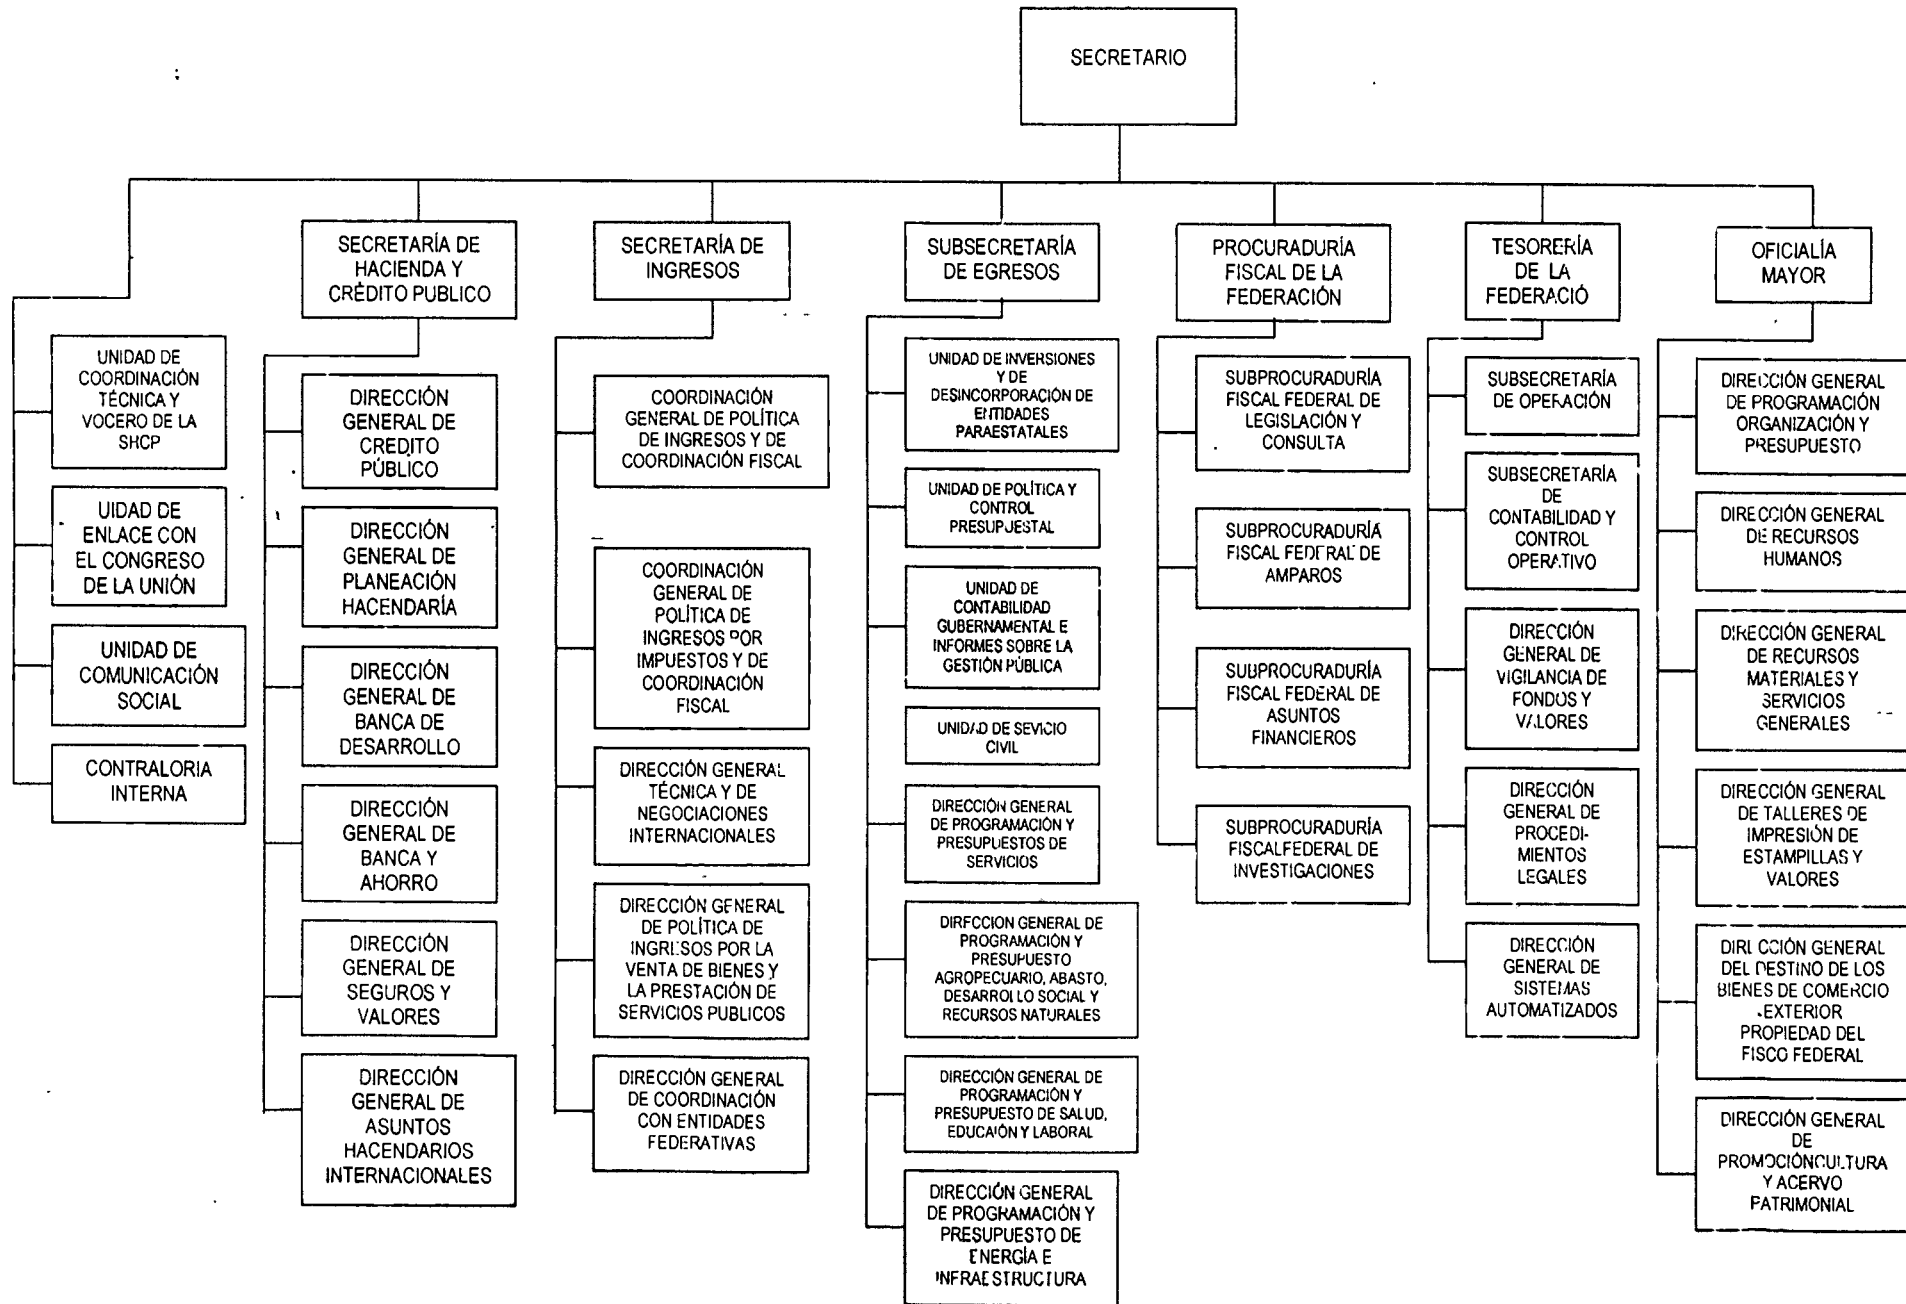 SECRETARIO
SECRETARÍA DE
HACIENDA Y
CRÉDITO PUBLICO
SECRETARÍA DE
INGRESOS
SUBSECRETARÍA
DE EGRESOS
PROCURADURÍA
FISCAL DE LA
FEDERACIÓN
TESORERÍA
DE LA
FEDERACIÓ
OFICIALÍA
MAYOR
UNIDAD DE
COORDINACIÓN
TÉCNICA Y
VOCERO DE LA
SHCP
UIDAD DE
ENLACE CON
EL CONGRESO
DE LA UNIÓN
UNIDAD DE
COMUNICACIÓN
SOCIAL
CONTRALORIA
INTERNA
DIRECCIÓN
GENERAL DE
CREDITO
PÚBLICO
DIRECCIÓN
GENERAL DE
PLANEACIÓN
HACENDARÍA
DIRECCIÓN
GENERAL DE
BANCA DE
DESARROLLO
DIRECCIÓN
GENERAL DE
BANCA Y
AHORRO
DIRECCIÓN
GENERAL DE
SEGUROS Y
VALORES
DIRECCIÓN
GENERAL DE
ASUNTOS
HACENDARIOS
INTERNACIONALES
COORDINACIÓN
GENERAL DE POLÍTICA
DE INGRESOS Y DE
COORDINACIÓN FISCAL
COORDINACIÓN
GENERAL DE
POLÍTICA DE
INGRESOS POR
IMPUESTOS Y DE
COORDINACIÓN
FISCAL
DIRECCIÓN GENERAL
TÉCNICA Y DE
NEGOCIACIONES
INTERNACIONALES
DIRECCIÓN GENERAL
DE POLÍTICA DE
INGRESOS POR LA
VENTA DE BIENES Y
LA PRESTACIÓN DE
SERVICIOS PUBLICOS
DIRECCIÓN GENERAL
DE COORDINACIÓN
CON ENTIDADES
FEDERATIVAS
UNIDAD DE INVERSIONES
Y DE
DESINCORPORACIÓN DE
ENTIDADES
PARAESTATALES
UNIDAD DE POLÍTICA Y
CONTROL
PRESUPUESTAL
UNIDAD DE
CONTABILIDAD
GUBERNAMENTAL E
INFORMES SOBRE LA
GESTIÓN PÚBLICA
UNIDAD DE SEVICIO
CIVIL
DIRECCIÓN GENERAL
DE PROGRAMACIÓN Y
PRESUPUESTOS DE
SERVICIOS
DIRECCION GENERAL DE
PROGRAMACIÓN Y
PRESUPUESTO
AGROPECUARIO, ABASTO,
DESARROLLO SOCIAL Y
RECURSOS NATURALES
DIRECCIÓN GENERAL DE
PROGRAMACIÓN Y
PRESUPUESTO DE SALUD,
EDUCAIÓN Y LABORAL
DIRECCIÓN GENERAL
DE PROGRAMACIÓN Y
PRESUPUESTO DE
ENERGÍA E
INFRAESTRUCTURA
SUBPROCURADURÍA
FISCAL FEDERAL DE
LEGISLACIÓN Y
CONSULTA
SUBPROCURADURÍA
FISCAL FEDERAL DE
AMPAROS
SUBPROCURADURÍA
FISCAL FEDERAL DE
ASUNTOS
FINANCIEROS
SUBPROCURADURÍA
FISCALFEDERAL DE
INVESTIGACIONES
SUBSECRETARÍA
DE OPERACIÓN
SUBSECRETARÍA
DE
CONTABILIDAD Y
CONTROL
OPERATIVO
DIRECCIÓN
GENERAL DE
VIGILANCIA DE
FONDOS Y
VALORES
DIRECCIÓN
GENERAL DE
PROCEDI-
MIENTOS
LEGALES
DIRECCIÓN
GENERAL DE
SISTEMAS
AUTOMATIZADOS
DIRECCIÓN GENERAL
DE PROGRAMACIÓN
ORGANIZACIÓN Y
PRESUPUESTO
DIRECCIÓN GENERAL
DE RECURSOS
HUMANOS
DIRECCIÓN GENERAL
DE RECURSOS
MATERIALES Y
SERVICIOS
GENERALES
DIRECCIÓN GENERAL
DE TALLERES DE
IMPRESIÓN DE
ESTAMPILLAS Y
VALORES
DIRECCIÓN GENERAL
DEL DESTINO DE LOS
BIENES DE COMERCIO
EXTERIOR
PROPIEDAD DEL
FISCO FEDERAL
DIRECCIÓN GENERAL
DE
PROMOCIÓNCULTURA
Y ACERVO
PATRIMONIAL